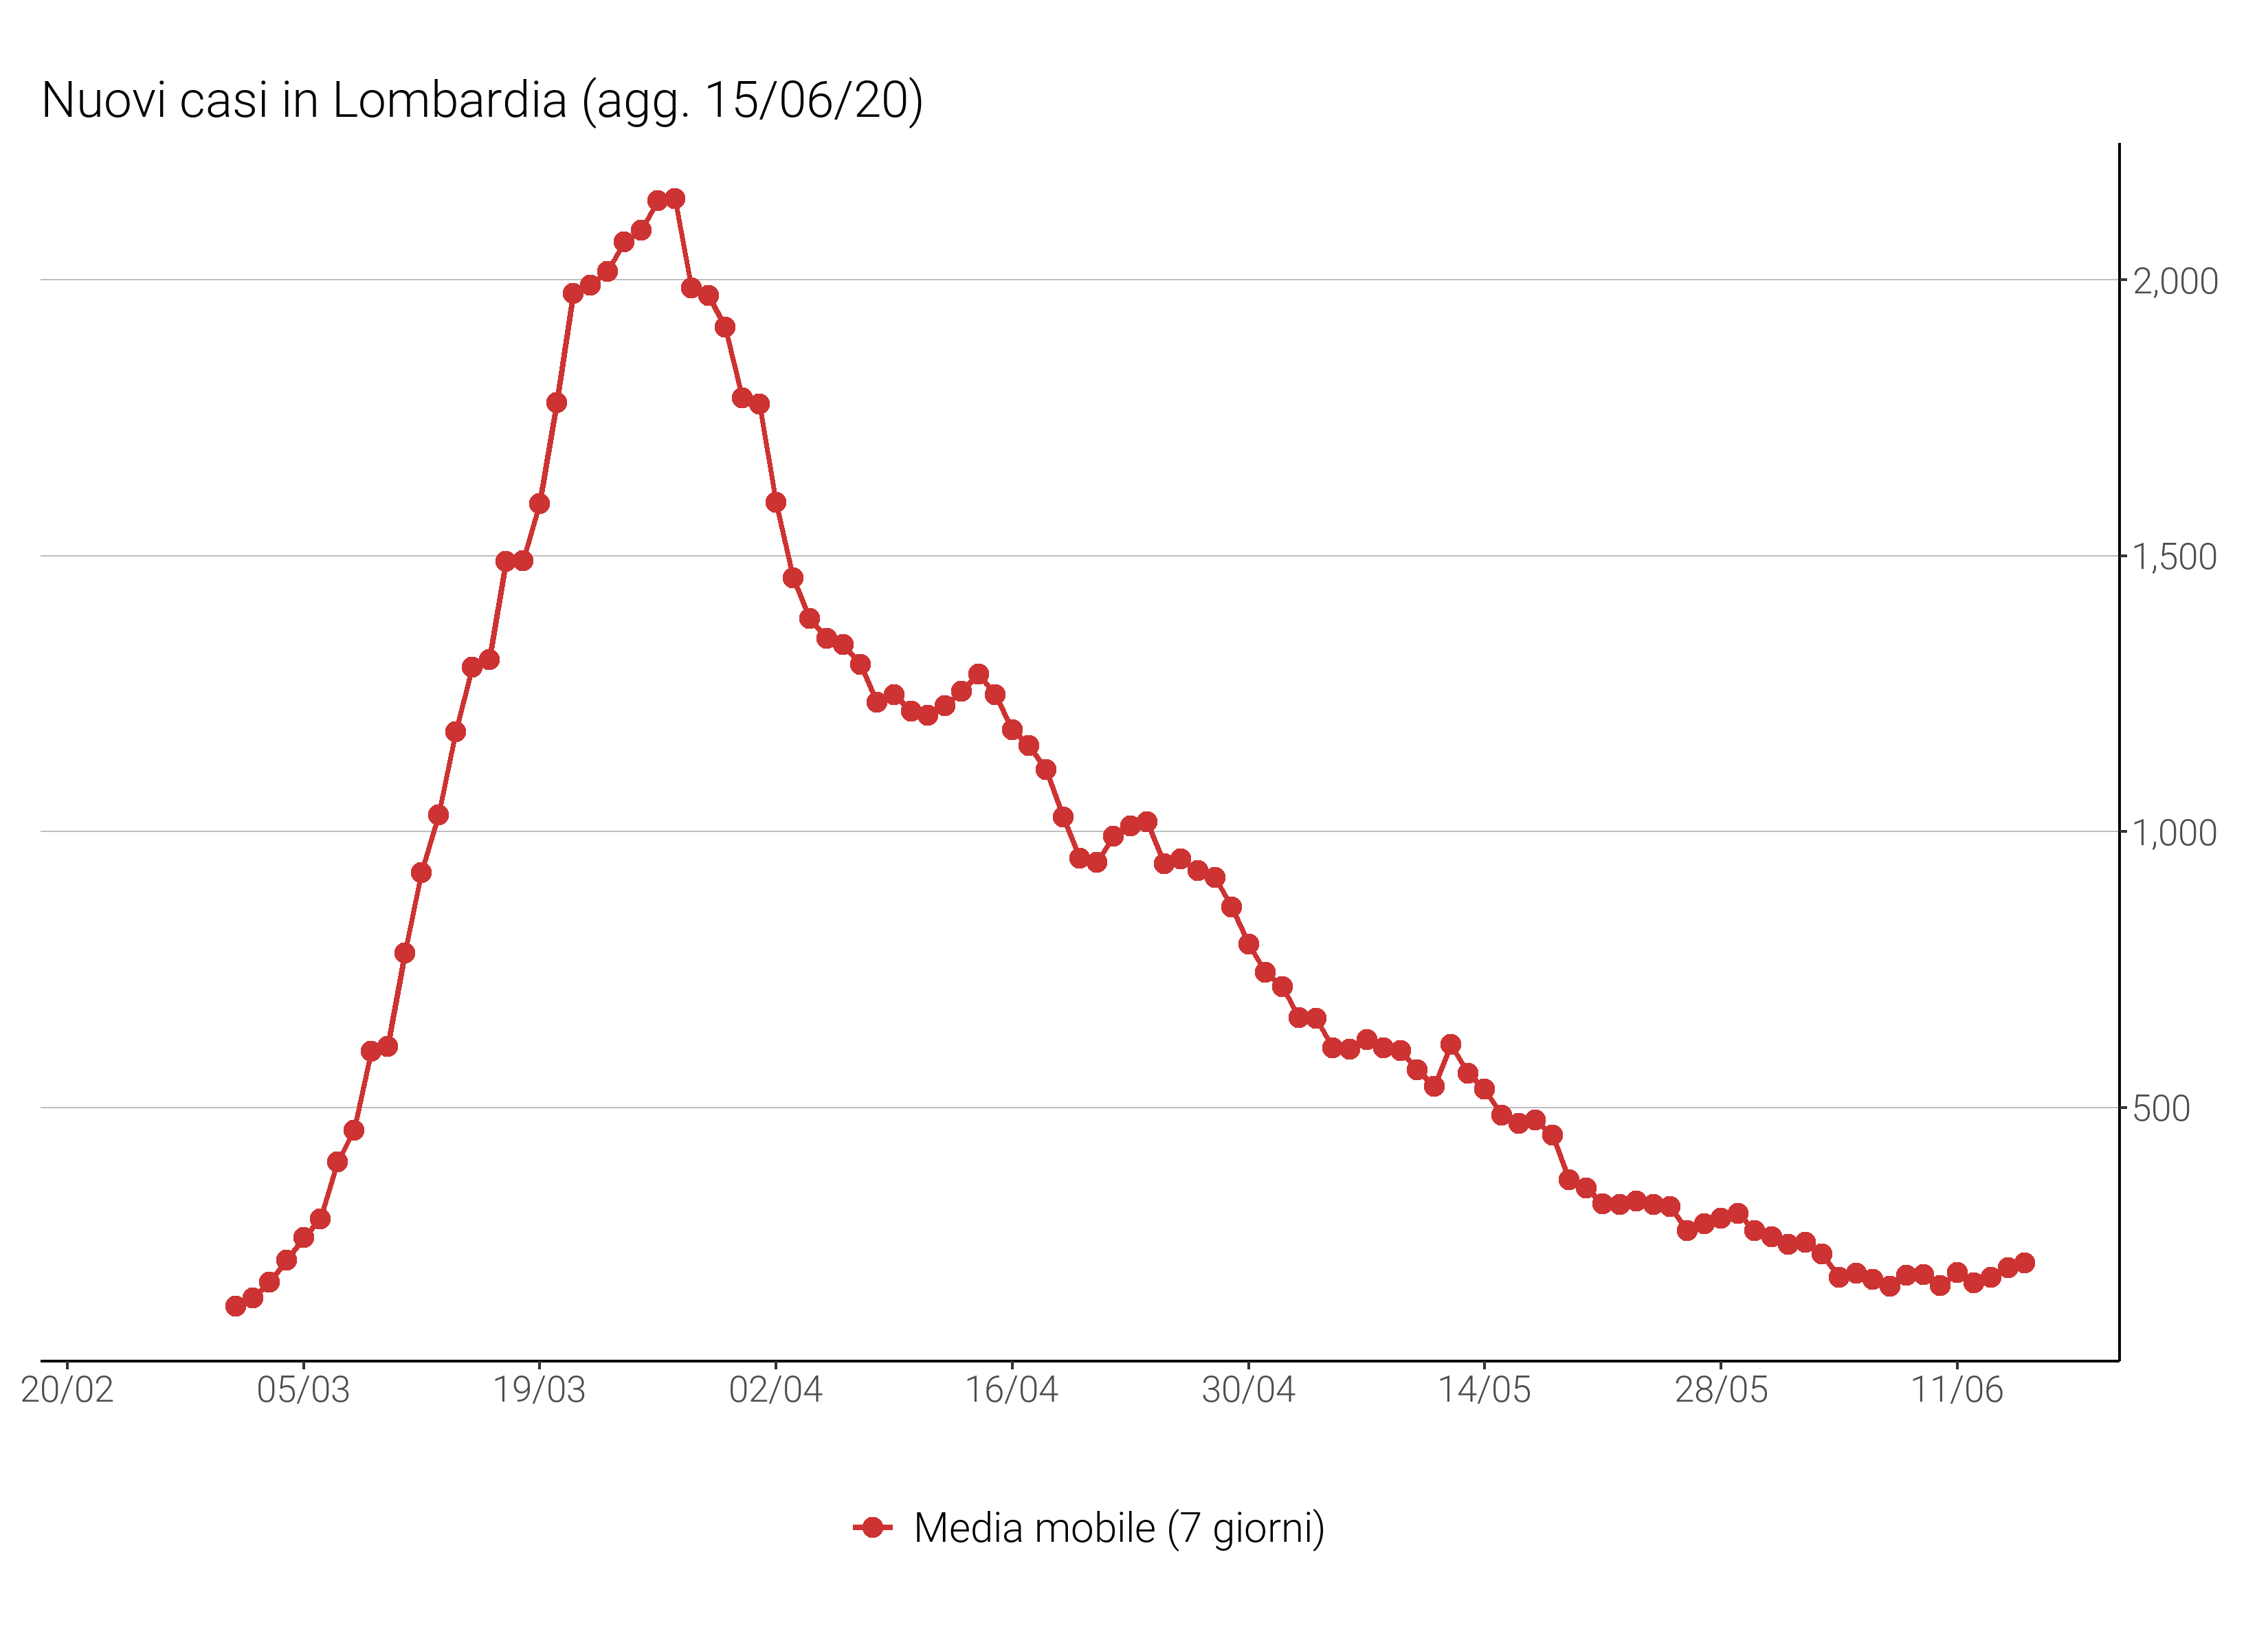 Nuovi casi in Lombardia (agg. 15/06/20)
2,000
1,500
1,000
500
20/02 05/03 19/03 02/04 16/04 30/04 14/05 28/05 11/06
Media mobile (7 giorni)